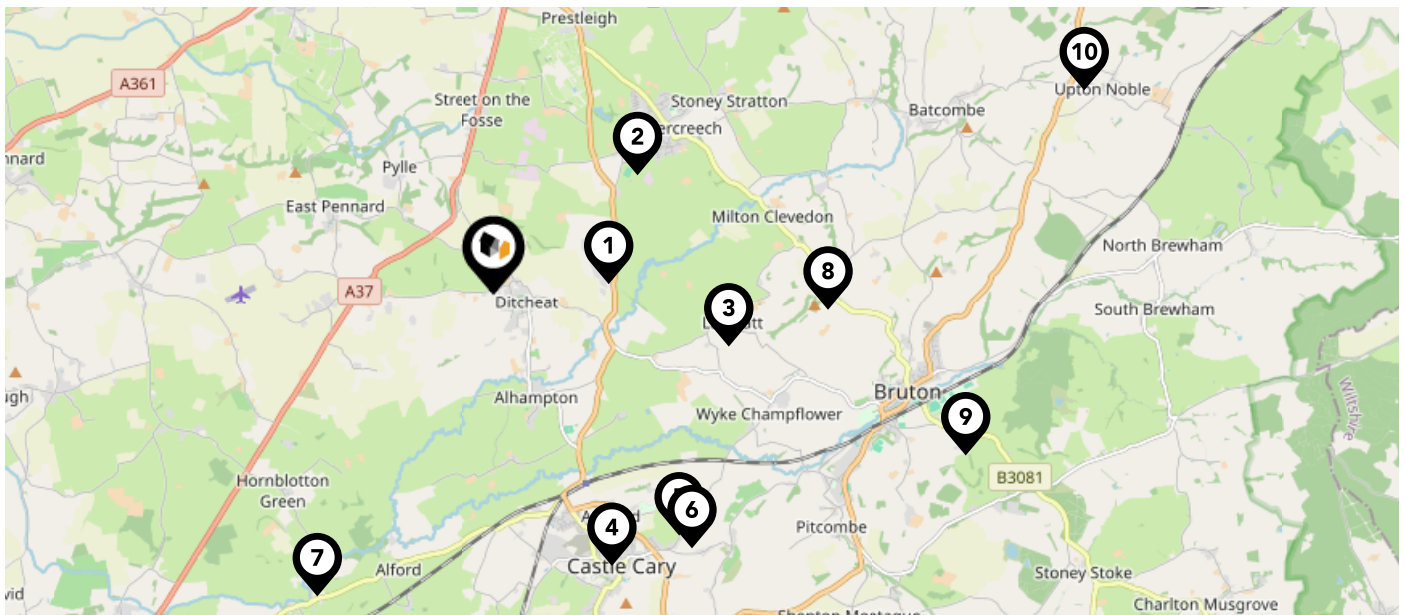 Prestleigh
10
A361
Upton Noble
Street on the
Fosse
Stoney Stratton
Batcombe
2
ercreech
nnard
Pylle
East Pennard
Milton Clevedon
1
North Brewham
8
A37
Ditcheat
3
South Brewham
Bruton
Alhampton
Wyke Champflower
9
Wiltshire
B3081
Hornblotton
Green
6
4
Pitcombe
7
Alford
Castle Cary
Stoney Stoke
Charlton Musgrove